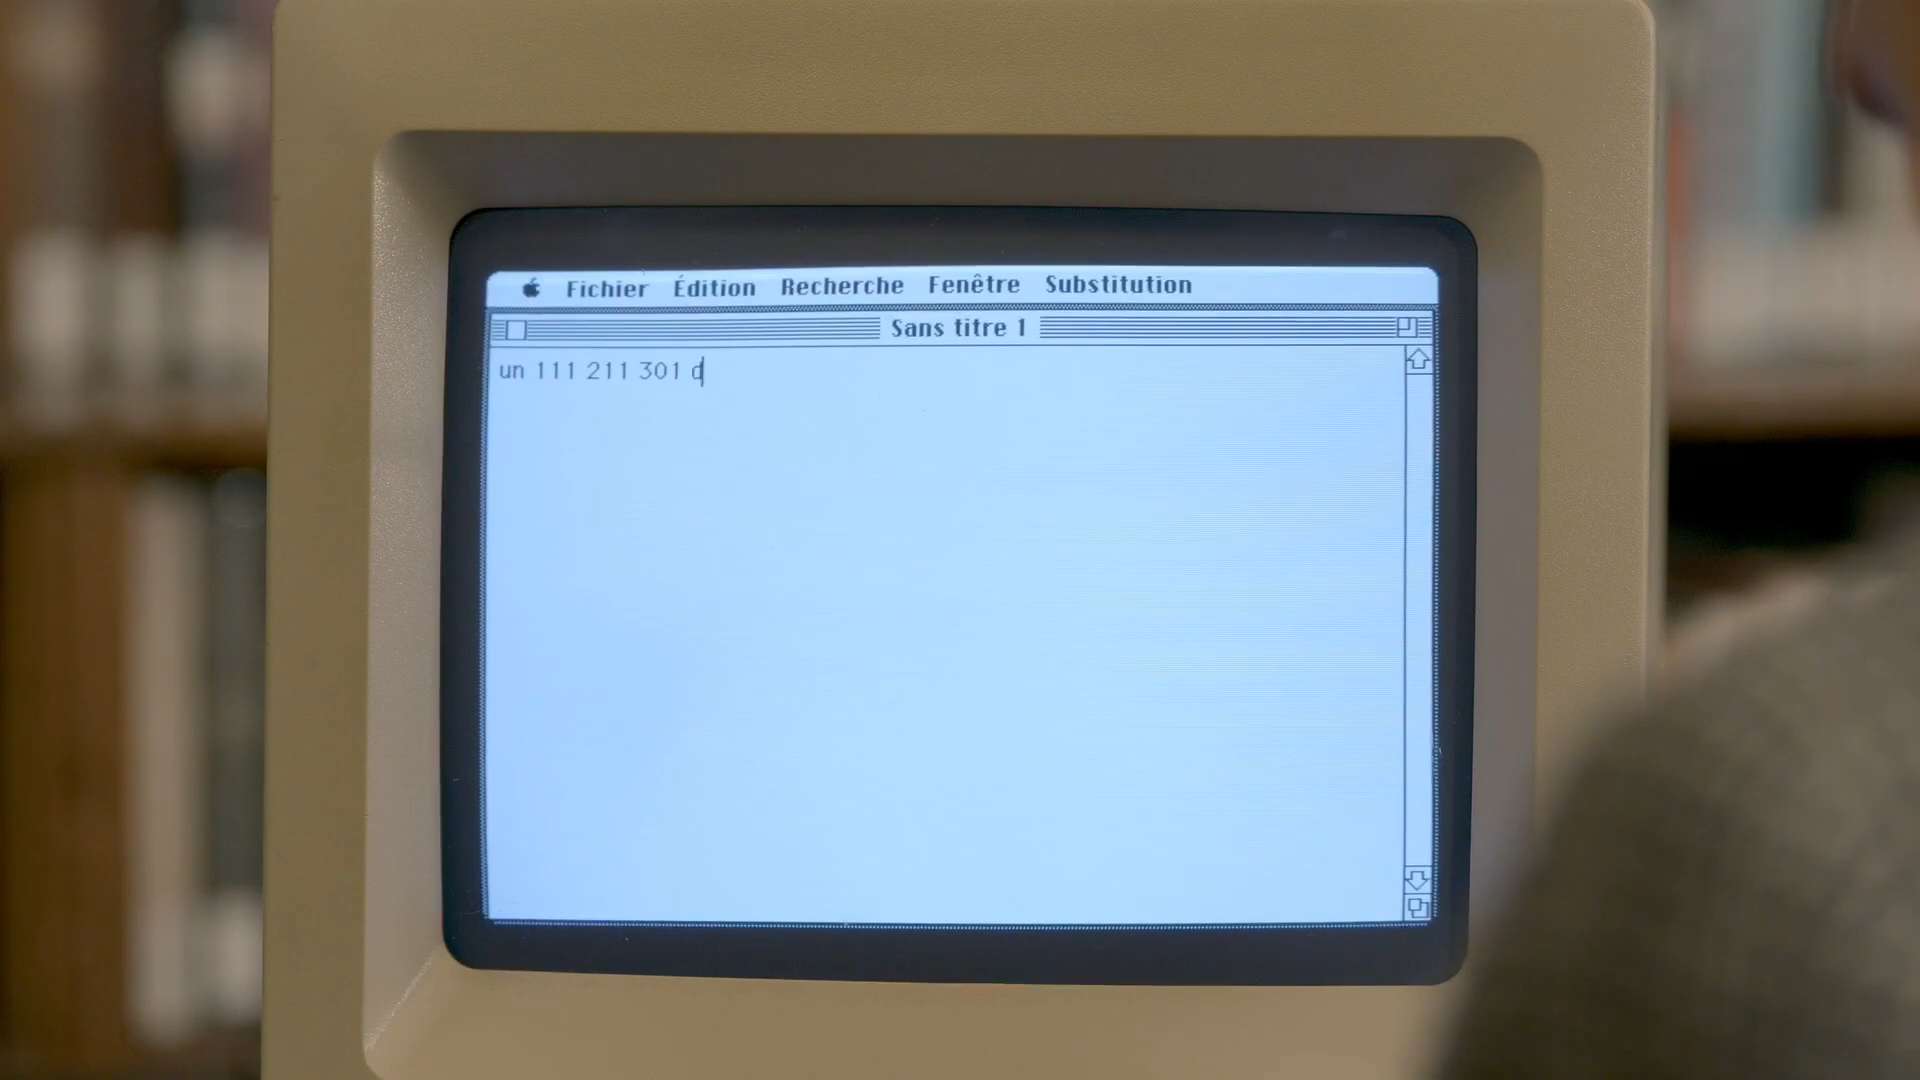 Fichier Édition Recherche Fenêtre Substitution
Sans titre 1
un 111 211 301 d